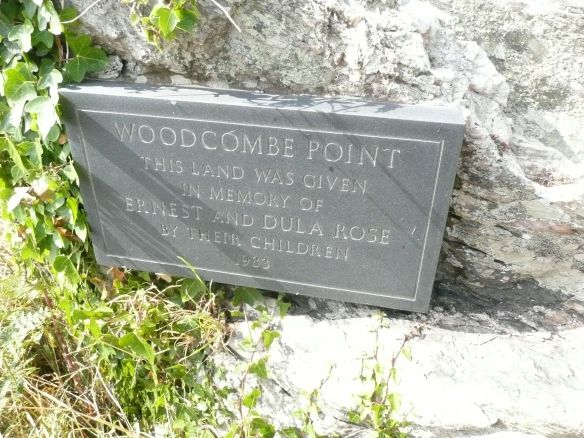 WOODCOMBE POINT
THIS LAND WAS GIVEN
IN MEMORY OF
ERNEST AND DULA ROSE
BY THEIR CHILDREN
1983